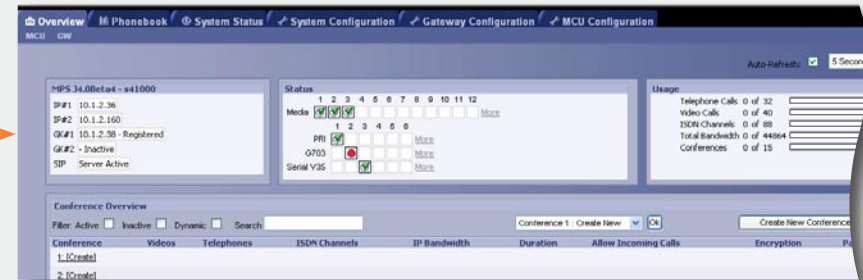 Overview Phonebook System Status System Configuration Gateway Configuration MCU Configuration
MCU GW
Auto-Refresh: 5 Second
MPS J4.0Beta4 - s41000
IP#1 10.1.2.36
IP#2 10.1.2.160
GK#1 10.1.2.38 - Registered
GK#2 - Inactive
SIP Server Active
Status
1 2 3 4 5 6 7 8 9 10 11 12
Media More
1 2 3 4 5 6
PRI More
G703 More
Serial V35 More
Usage
Telephone Calls 0 of 32
Video Calls 0 of 40
ISDN Channels 0 of 88
Total Bandwidth 0 of 44864
Conferences 0 of 15
Conference Overview
Filter: Active Inactive Dynamic Search: Conference 1 : Create New Ok Create New Conference
Conference Videos Telephones ISDN Channels IP Bandwidth Duration Allow Incoming Calls Encryption Pa
1: [Create]
2: [Create]